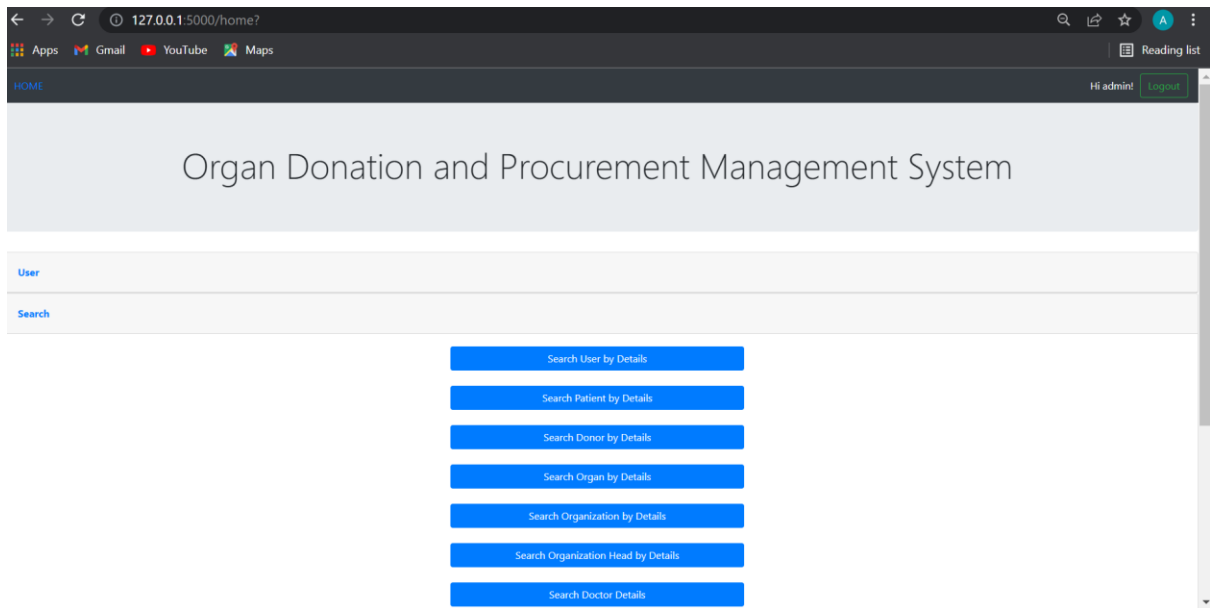 127.0.0.1:5000/home?
A
Apps Gmail YouTube Maps Reading list
HOME Hi admin! Logout
Organ Donation and Procurement Management System
User
Search
Search User by Details
Search Patient by Details
Search Donor by Details
Search Organ by Details
Search Organization by Details
Search Organization Head by Details
Search Doctor Details